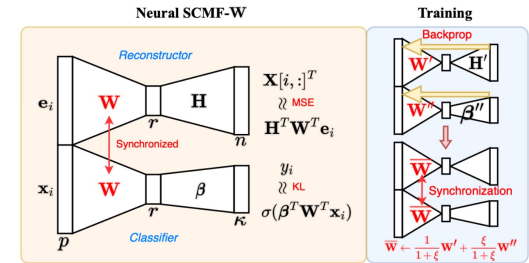 Neural SCMF-W
Reconstructor
e_i
W
H
r
n
X[i,:]^T
≈ MSE
H^T W^T e_i
Synchronized
x_i
W
β
r
κ
p
y_i
≈ KL
σ(β^T W^T x_i)
Classifier
Training
Backprop
W′
H′
W″
β″
W̅
Synchronization
W̅
W̅ ← 1/(1+ξ) W′ + ξ/(1+ξ) W″